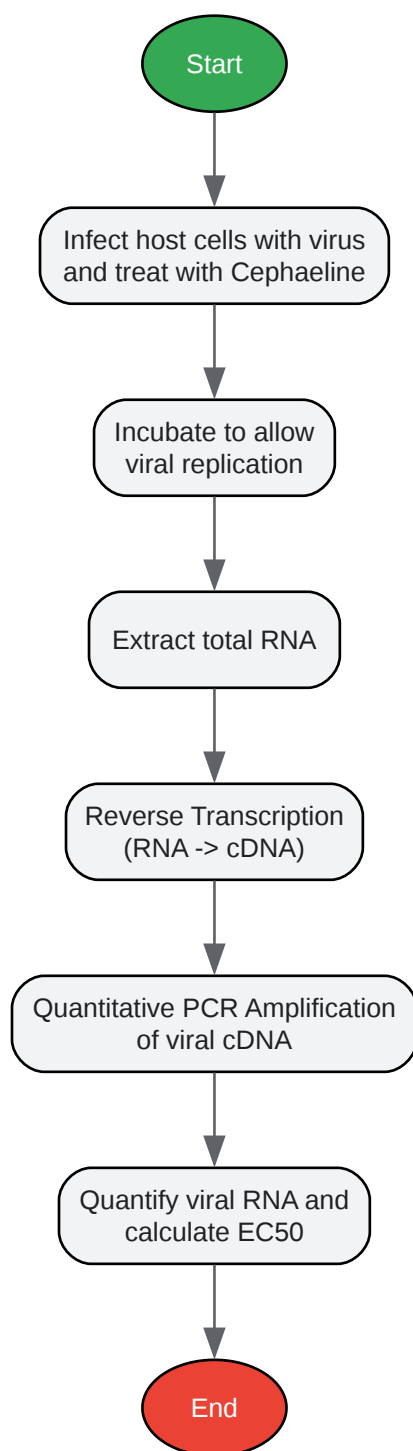 Start
Infect host cells with virus
and treat with Cephaeline
Incubate to allow
viral replication
Extract total RNA
Reverse Transcription
(RNA -> cDNA)
Quantitative PCR Amplification
of viral cDNA
Quantify viral RNA and
calculate EC50
End